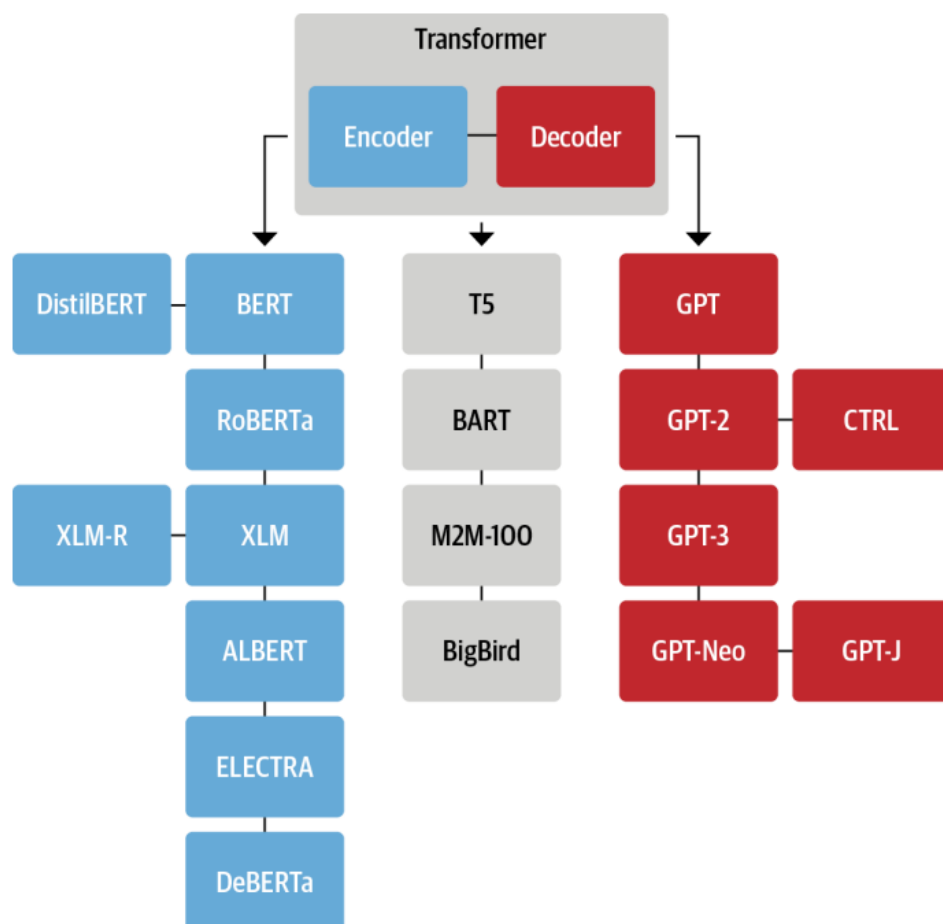 Transformer
Encoder
Decoder
DistilBERT
BERT
T5
GPT
RoBERTa
BART
GPT-2
CTRL
XLM-R
XLM
M2M-100
GPT-3
ALBERT
BigBird
GPT-Neo
GPT-J
ELECTRA
DeBERTa